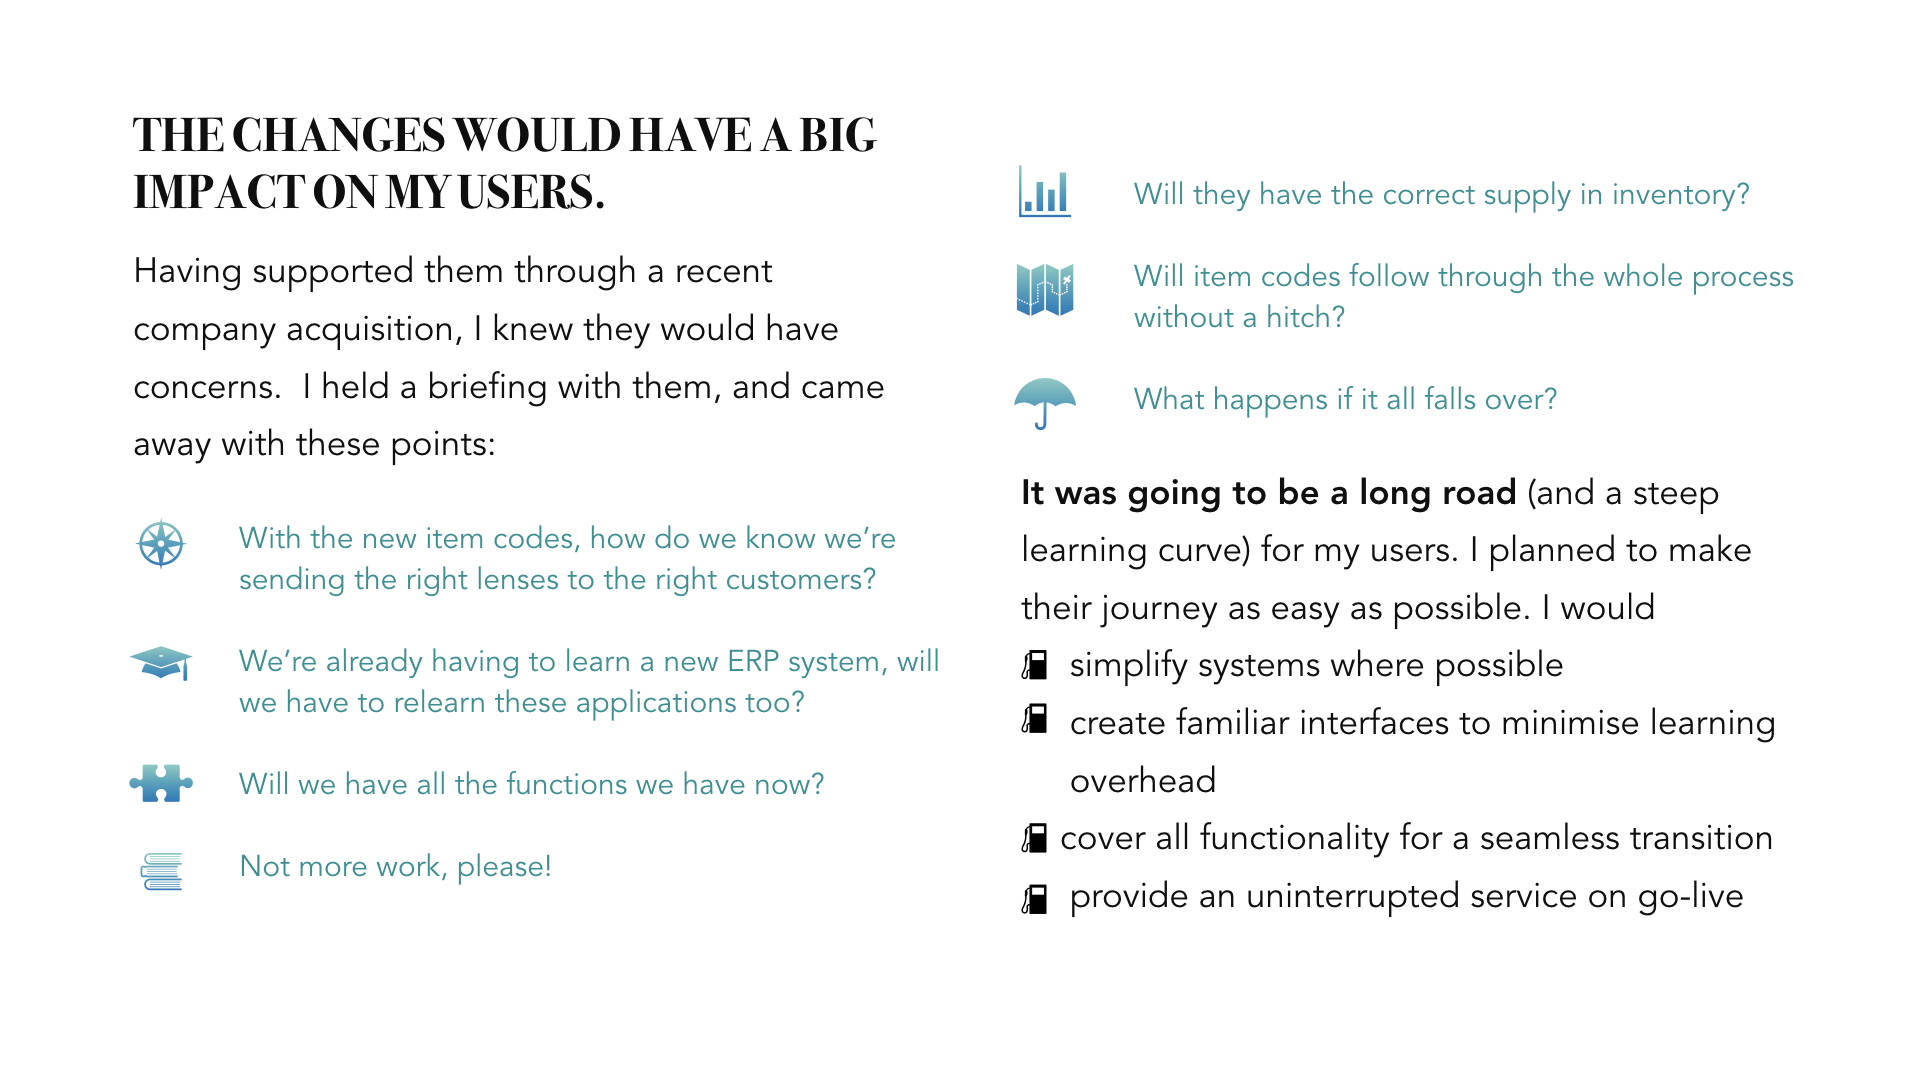 THE CHANGES WOULD HAVE A BIG
IMPACT ON MY USERS.
Having supported them through a recent
company acquisition, I knew they would have
concerns.  I held a briefing with them, and came
away with these points:
With the new item codes, how do we know we’re
sending the right lenses to the right customers?
We’re already having to learn a new ERP system, will
we have to relearn these applications too?
Will we have all the functions we have now?
Not more work, please!
Will they have the correct supply in inventory?
Will item codes follow through the whole process
without a hitch?
What happens if it all falls over?
It was going to be a long road (and a steep
learning curve) for my users. I planned to make
their journey as easy as possible. I would
simplify systems where possible
create familiar interfaces to minimise learning
overhead
cover all functionality for a seamless transition
provide an uninterrupted service on go-live